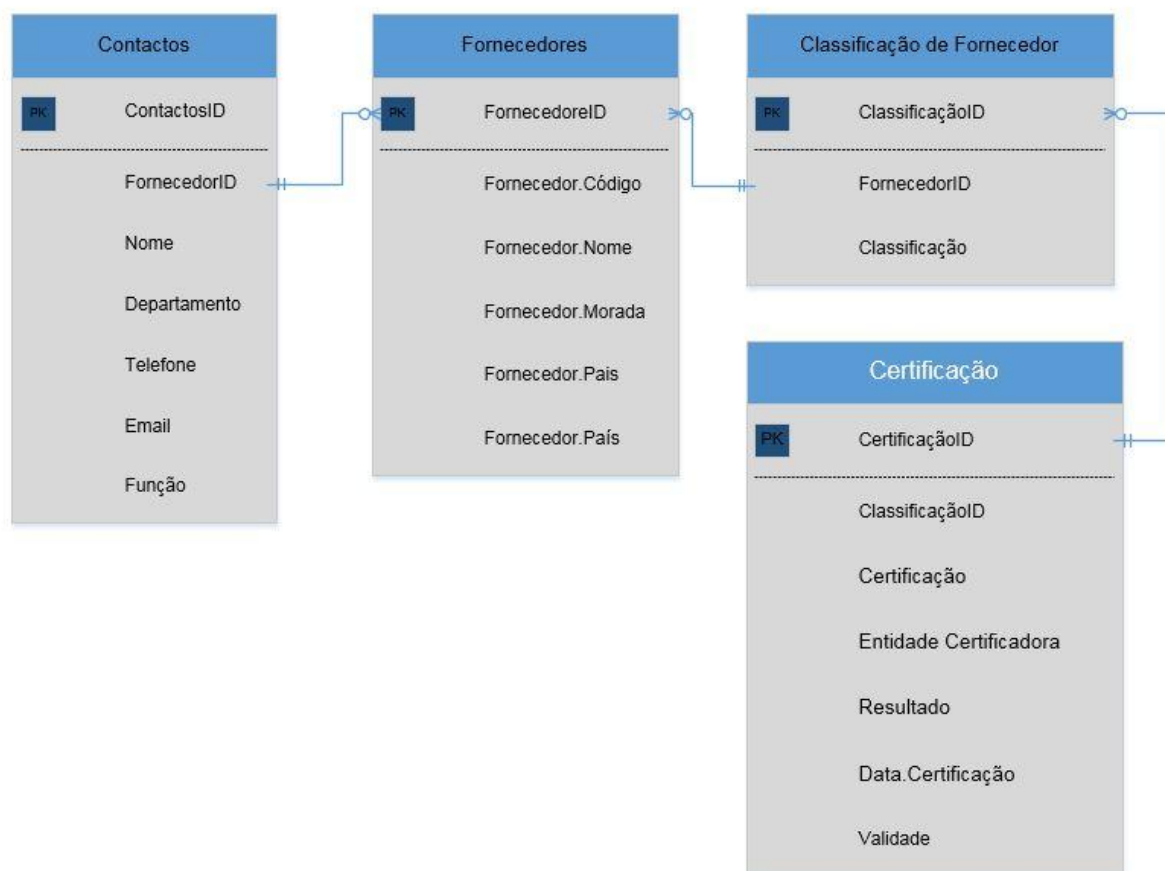 Contactos
PK
ContactosID
FornecedorID
Nome
Departamento
Telefone
Email
Função
Fornecedores
PK
FornecedoreID
Fornecedor.Código
Fornecedor.Nome
Fornecedor.Morada
Fornecedor.Pais
Fornecedor.País
Classificação de Fornecedor
PK
ClassificaçãoID
FornecedorID
Classificação
Certificação
PK
CertificaçãoID
ClassificaçãoID
Certificação
Entidade Certificadora
Resultado
Data.Certificação
Validade